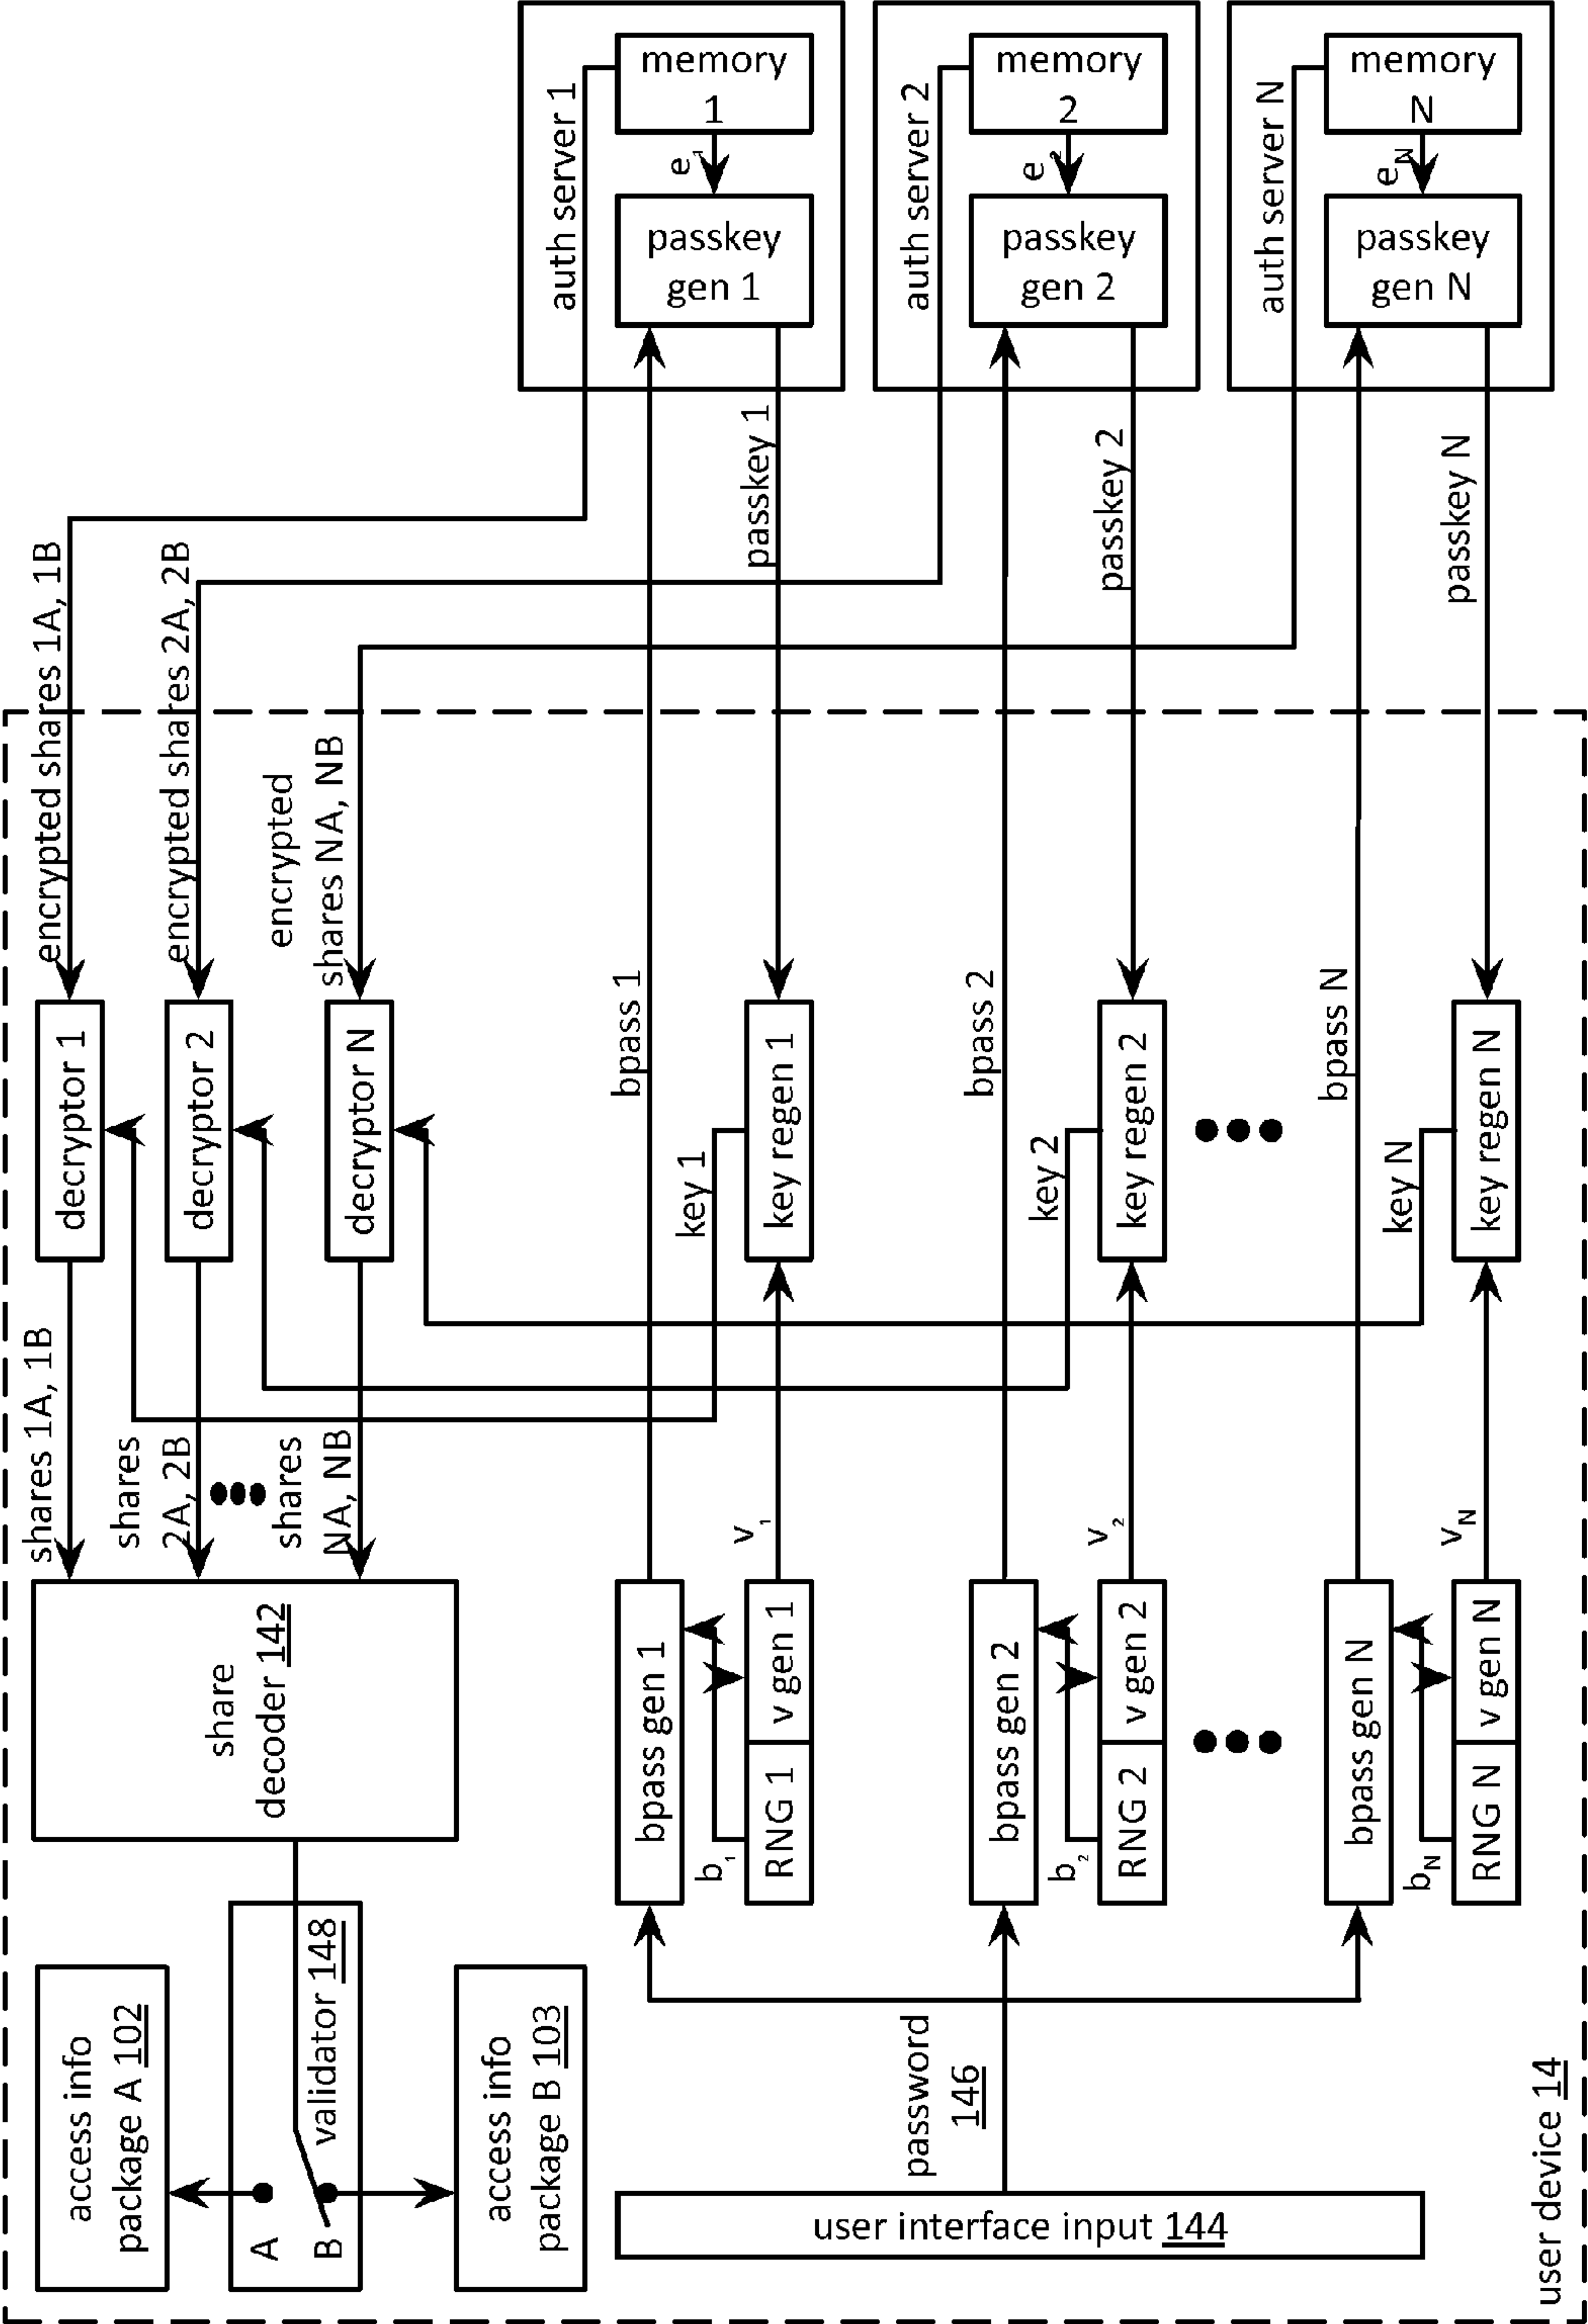 access info
package A 102
A
B
validator 148
access info
package B 103
share
decoder 142
shares 1A, 1B
shares
2A, 2B
shares
NA, NB
decryptor 1
decryptor 2
decryptor N
encrypted shares 1A, 1B
encrypted shares 2A, 2B
encrypted
shares NA, NB
user interface input 144
password
146
bpass gen 1
b1
RNG 1
v gen 1
v1
bpass 1
key 1
key regen 1
passkey 1
auth server 1
passkey
gen 1
e1
memory
1
bpass gen 2
b2
RNG 2
v gen 2
v2
bpass 2
key 2
key regen 2
passkey 2
auth server 2
passkey
gen 2
e2
memory
2
bpass gen N
bN
RNG N
v gen N
vN
bpass N
key N
key regen N
passkey N
auth server N
passkey
gen N
eN
memory
N
user device 14